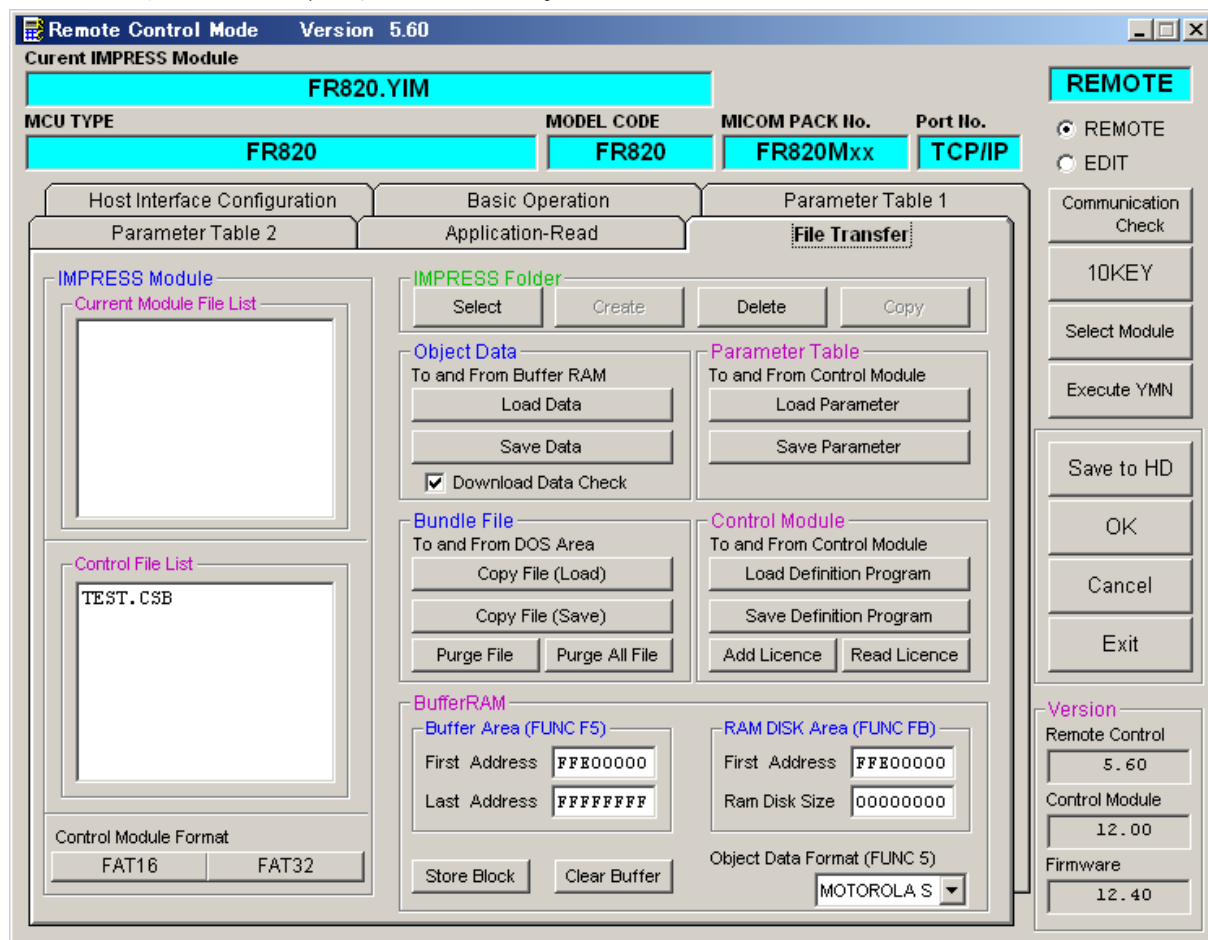 Remote Control Mode Version 5.60
Curent IMPRESS Module
FR820.YIM
REMOTE
MCU TYPE MODEL CODE MICOM PACK No. Port No.
FR820 FR820 FR820Mxx TCP/IP
REMOTE
EDIT
Host Interface Configuration Basic Operation Parameter Table 1
Parameter Table 2 Application-Read File Transfer
Communication
Check
10KEY
Select Module
Execute YMN
Save to HD
OK
Cancel
Exit
IMPRESS Module
Current Module File List
Control File List
TEST.CSB
Control Module Format
FAT16 FAT32
IMPRESS Folder
Select Create Delete Copy
Object Data
To and From Buffer RAM
Load Data
Save Data
Download Data Check
Parameter Table
To and From Control Module
Load Parameter
Save Parameter
Bundle File
To and From DOS Area
Copy File (Load)
Copy File (Save)
Purge File Purge All File
Control Module
To and From Control Module
Load Definition Program
Save Definition Program
Add Licence Read Licence
BufferRAM
Buffer Area (FUNC F5)
First Address FFE00000
Last Address FFFFFFFF
RAM DISK Area (FUNC FB)
First Address FFE00000
Ram Disk Size 00000000
Store Block Clear Buffer
Object Data Format (FUNC 5)
MOTOROLA S
Version
Remote Control
5.60
Control Module
12.00
Firmware
12.40